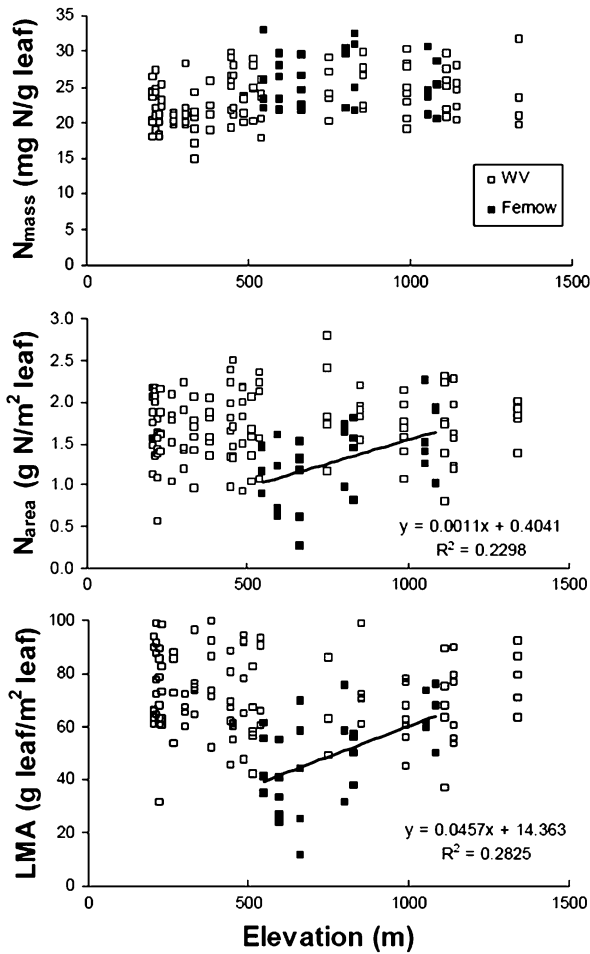 35
30
25
20
15
10
5
0
Nmass (mg N/g leaf)
WV
Fernow
0 500 1000 1500
3.0
2.5
2.0
1.5
1.0
0.5
0.0
Narea (g N/m² leaf)
y = 0.0011x + 0.4041
R² = 0.2298
0 500 1000 1500
100
80
60
40
20
0
LMA (g leaf/m² leaf)
y = 0.0457x + 14.363
R² = 0.2825
0 500 1000 1500
Elevation (m)